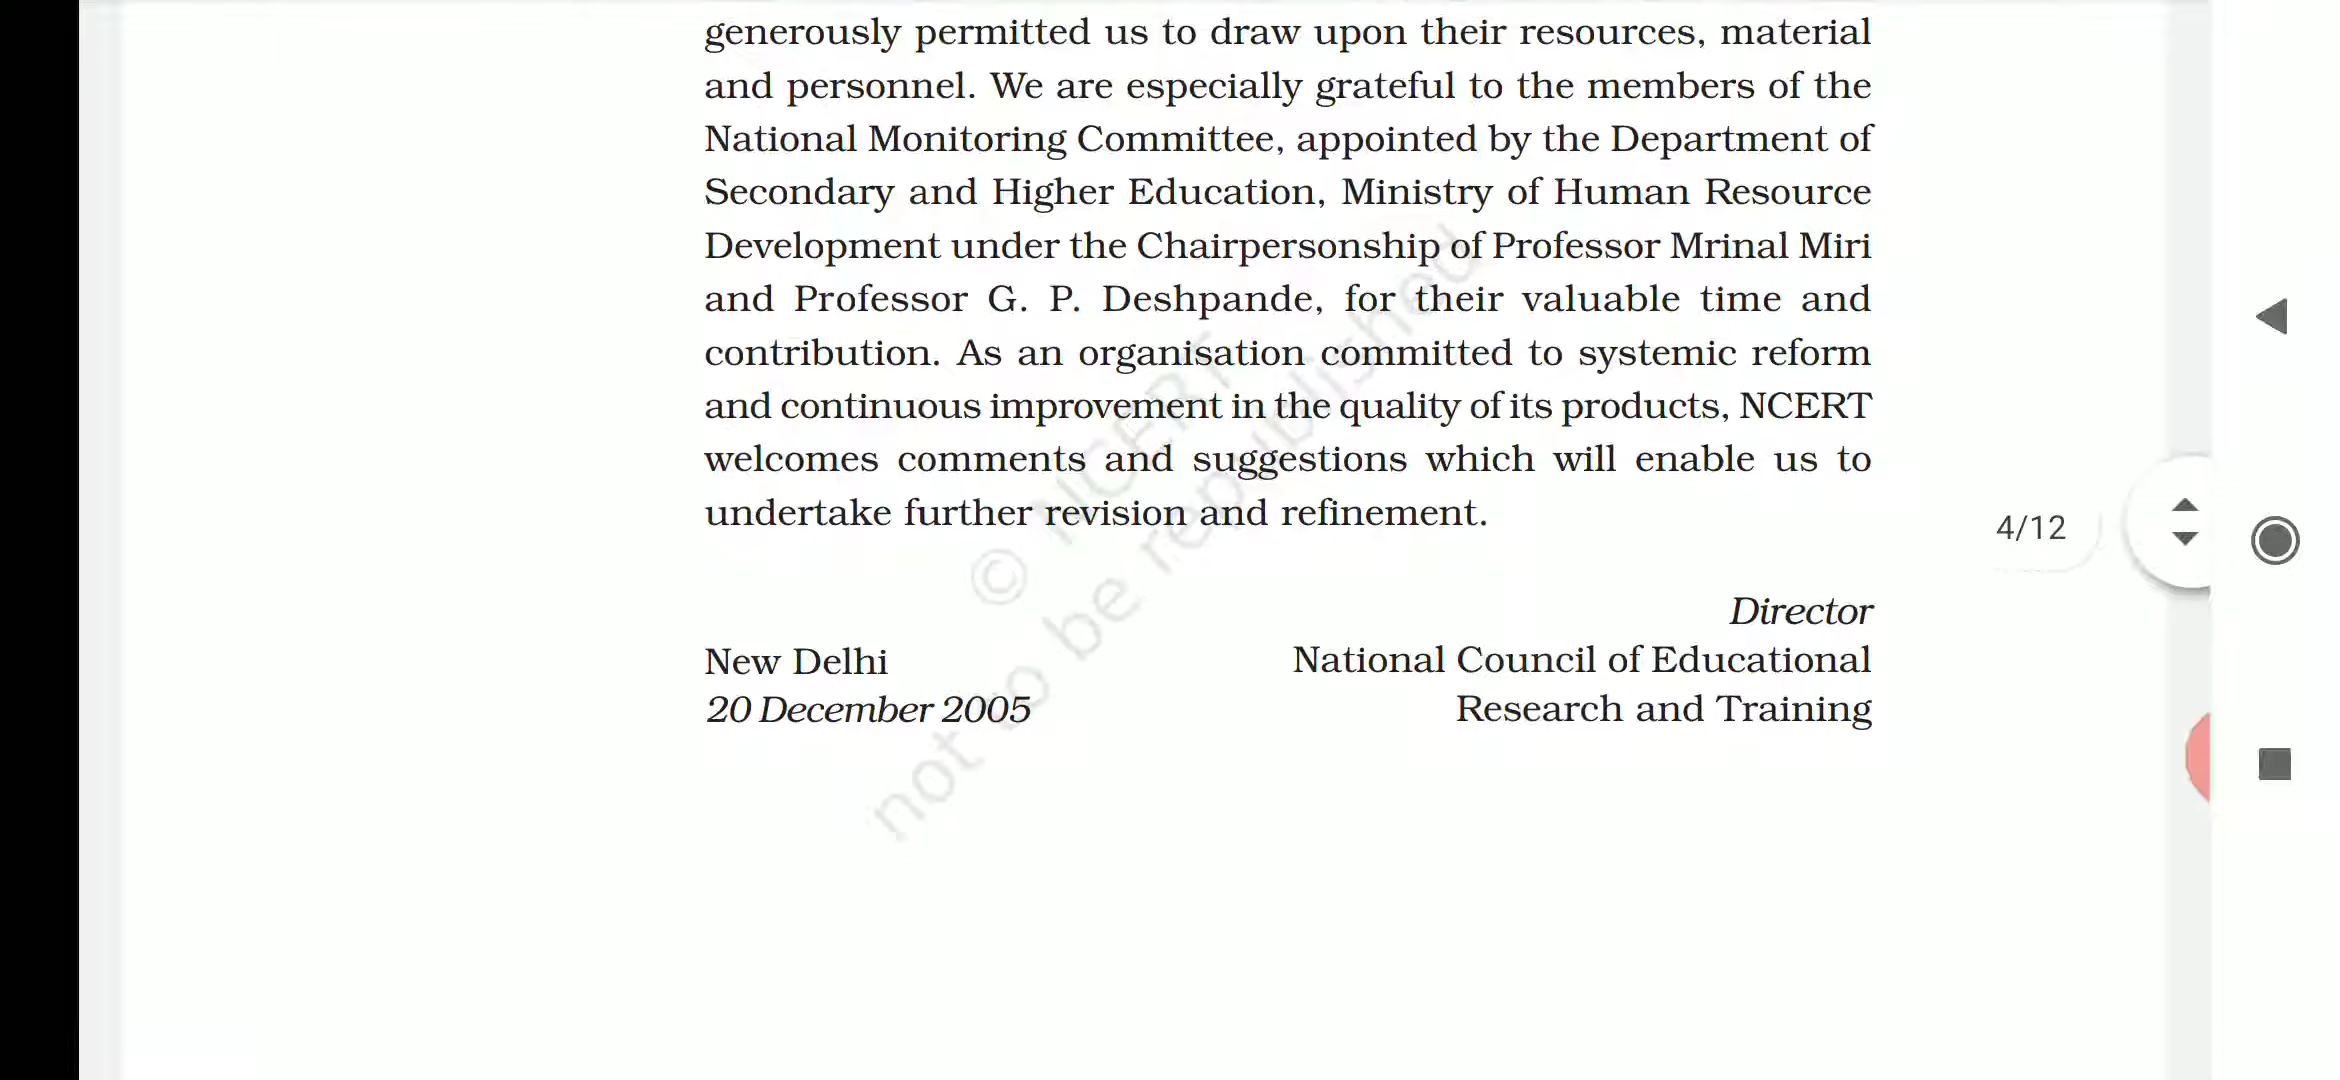 generously permitted us to draw upon their resources, material
and personnel. We are especially grateful to the members of the
National Monitoring Committee, appointed by the Department of
Secondary and Higher Education, Ministry of Human Resource
Development under the Chairpersonship of Professor Mrinal Miri
and Professor G. P. Deshpande, for their valuable time and
contribution. As an organisation committed to systemic reform
and continuous improvement in the quality of its products, NCERT
welcomes comments and suggestions which will enable us to
undertake further revision and refinement.
4/12
Director
New Delhi
National Council of Educational
20 December 2005
Research and Training
© NCERT
not to be republished